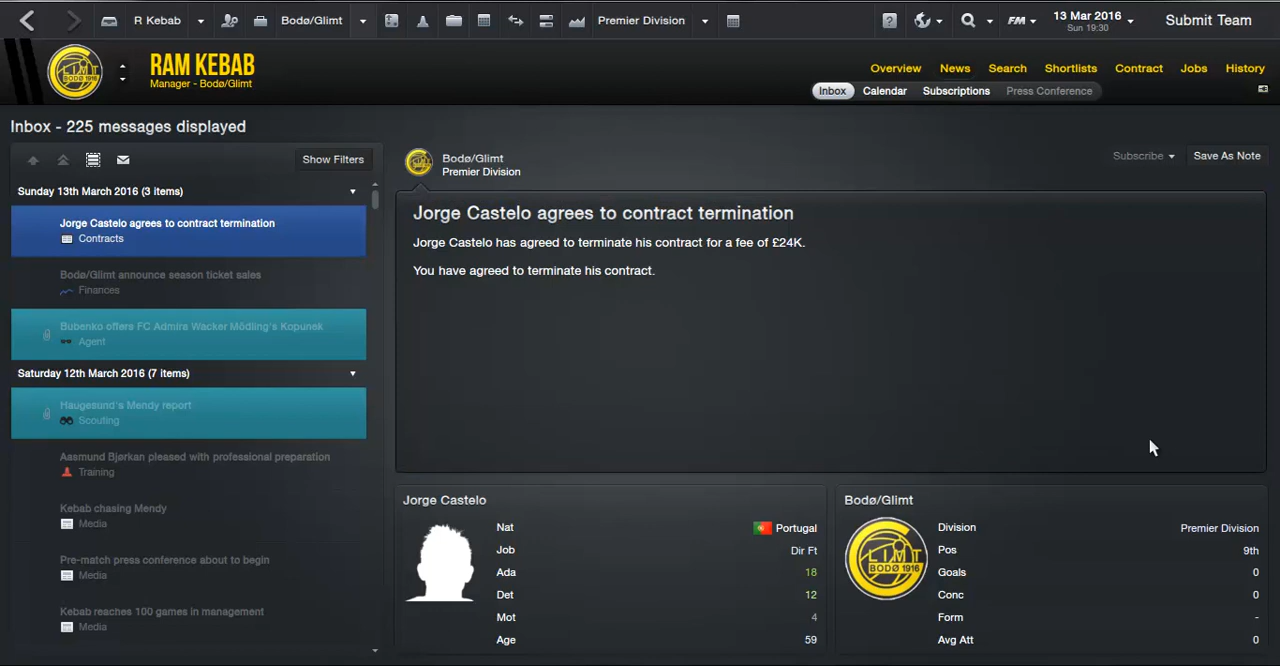 R Kebab
Bodø/Glimt
Premier Division
FM
13 Mar 2016
Sun 19:30
Submit Team
LIMT
BODØ 1916
RAM KEBAB
Manager - Bodø/Glimt
Overview
News
Search
Shortlists
Contract
Jobs
History
Inbox
Calendar
Subscriptions
Press Conference
Inbox - 225 messages displayed
Show Filters
Sunday 13th March 2016 (3 items)
Jorge Castelo agrees to contract termination
Contracts
Bodø/Glimt announce season ticket sales
Finances
Bubenko offers FC Admira Wacker Mödling's Kopunek
Agent
Saturday 12th March 2016 (7 items)
Haugesund's Mendy report
Scouting
Aasmund Bjørkan pleased with professional preparation
Training
Kebab chasing Mendy
Media
Pre-match press conference about to begin
Media
Kebab reaches 100 games in management
Media
Bodø/Glimt
Premier Division
Subscribe
Save As Note
Jorge Castelo agrees to contract termination
Jorge Castelo has agreed to terminate his contract for a fee of £24K.
You have agreed to terminate his contract.
Jorge Castelo
Nat Portugal
Job Dir Ft
Ada 18
Det 12
Mot 4
Age 59
Bodø/Glimt
LIMT
BODØ 1916
Division Premier Division
Pos 9th
Goals 0
Conc 0
Form -
Avg Att 0